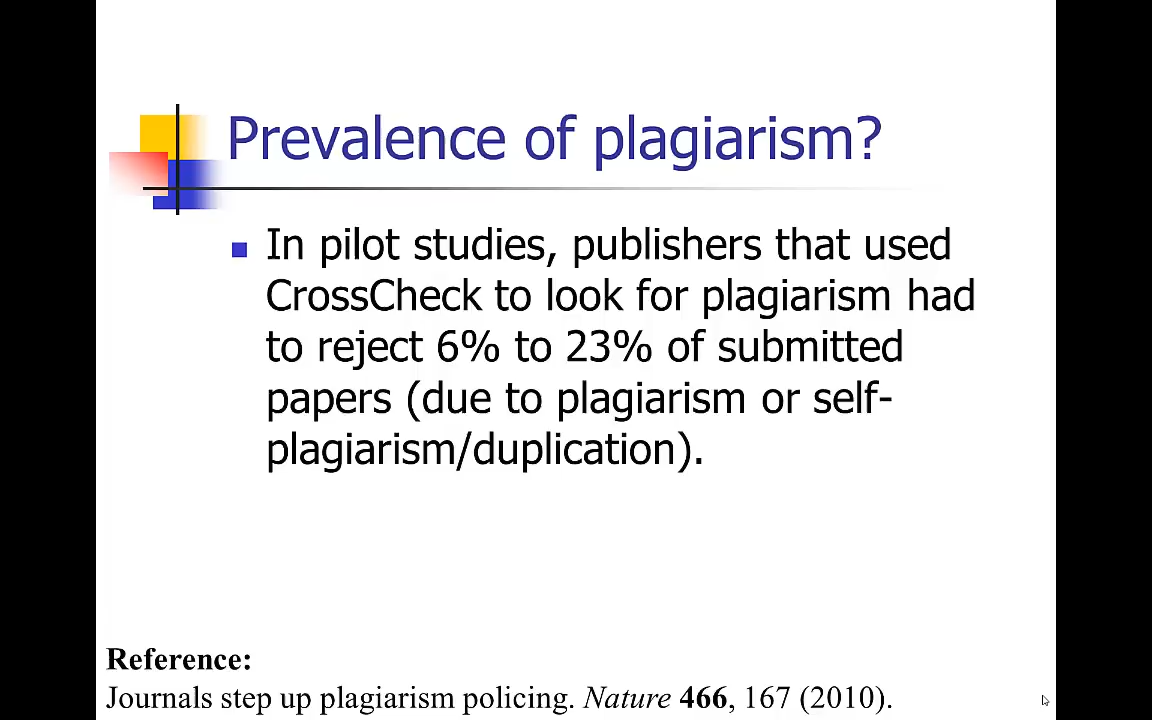 Prevalence of plagiarism?
In pilot studies, publishers that used
CrossCheck to look for plagiarism had
to reject 6% to 23% of submitted
papers (due to plagiarism or self-
plagiarism/duplication).
Reference:
Journals step up plagiarism policing. Nature 466, 167 (2010).